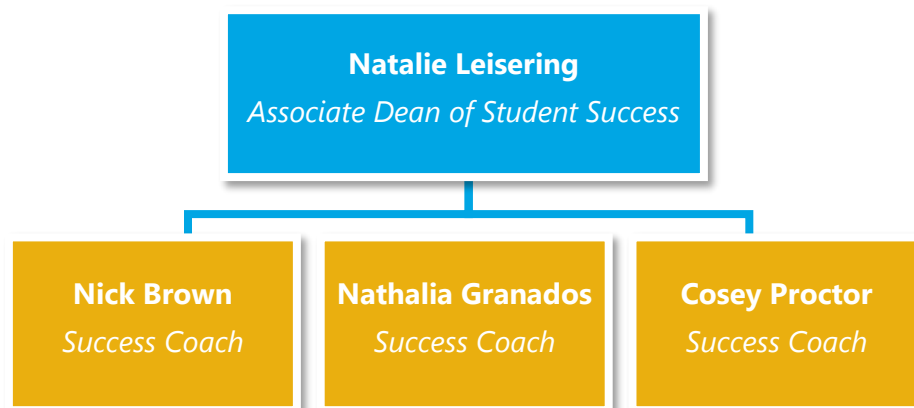 Natalie Leisering
Associate Dean of Student Success
Nick Brown
Success Coach
Nathalia Granados
Success Coach
Cosey Proctor
Success Coach